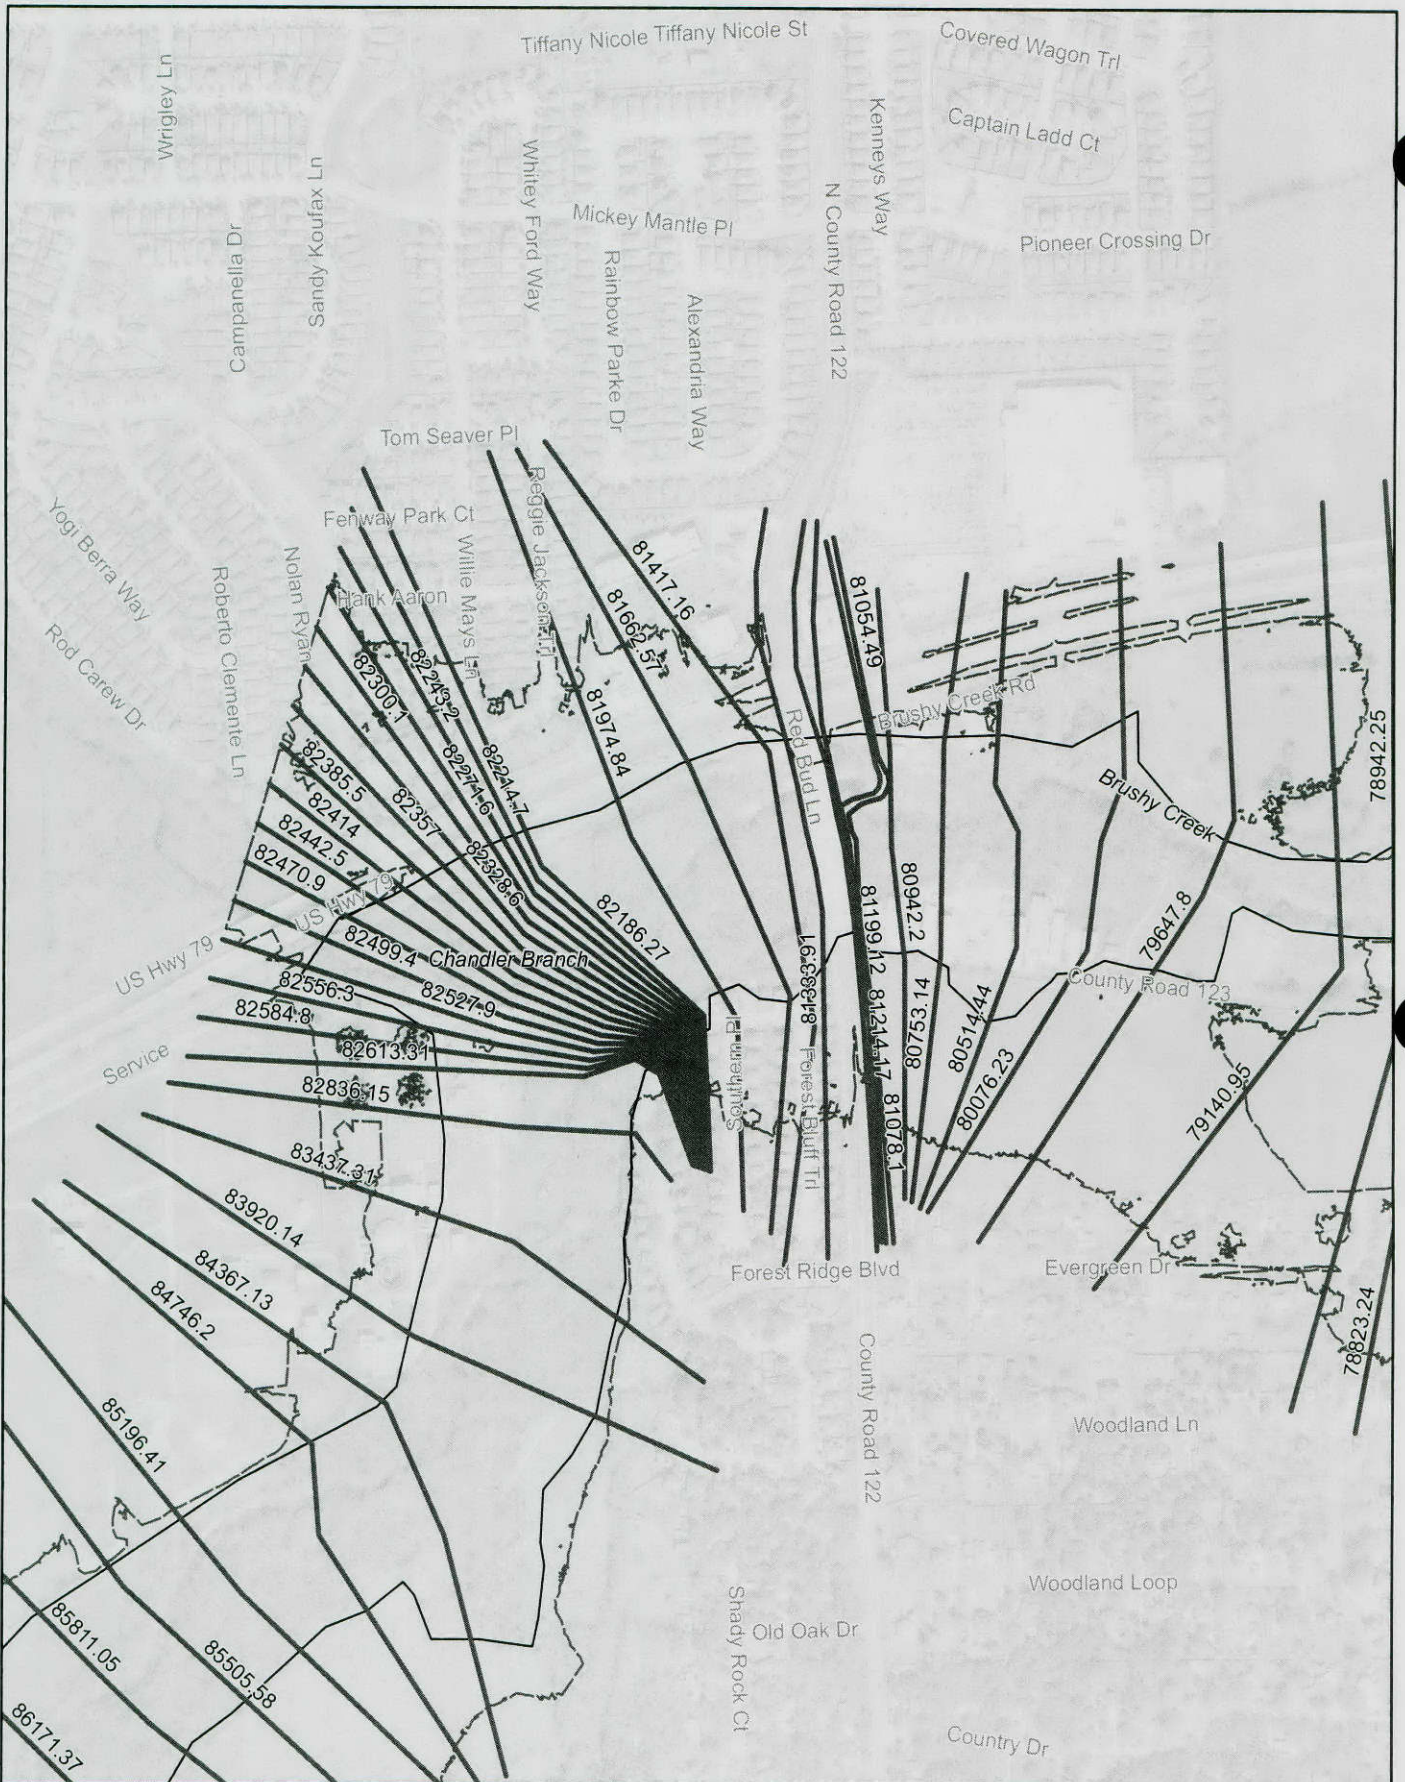 Tiffany Nicole Tiffany Nicole St
Covered Wagon Trl
Wrigley Ln
Kenneys Way
Captain Ladd Ct
Whitey Ford Way
Sandy Koufax Ln
Mickey Mantle Pl
N County Road 122
Pioneer Crossing Dr
Campanella Dr
Rainbow Parke Dr
Alexandria Way
Tom Seaver Pl
Reggie Jackson Trl
Fenway Park Ct
Yogi Berra Way
Nolan Ryan
Willie Mays Ln
81417.16
Hank Aaron
81054.49
Roberto Clemente Ln
81662.57
Rod Carew Dr
82243.2
82300.1
Brushy Creek Rd
81974.84
Red Bud Ln
78942.25
82385.5
82271.6
82214.7
82357
82414
Brushy Creek
82442.5
82328.6
82470.9
US Hwy 79
80942.2
82186.27
81199.12
79647.8
82499.4
Chandler Branch
US Hwy 79
81383.91
82556.3
82527.9
County Road 123
81214.17
80753.14
80514.44
82584.8
82613.31
Service
80076.23
82836.15
Forest Bluff Trl
81078.1
79140.95
83437.31
83920.14
Forest Ridge Blvd
Evergreen Dr
84367.13
84746.2
78823.24
County Road 122
85196.41
Woodland Ln
Woodland Loop
85811.05
Shady Rock Ct
Old Oak Dr
85505.58
86171.37
Country Dr